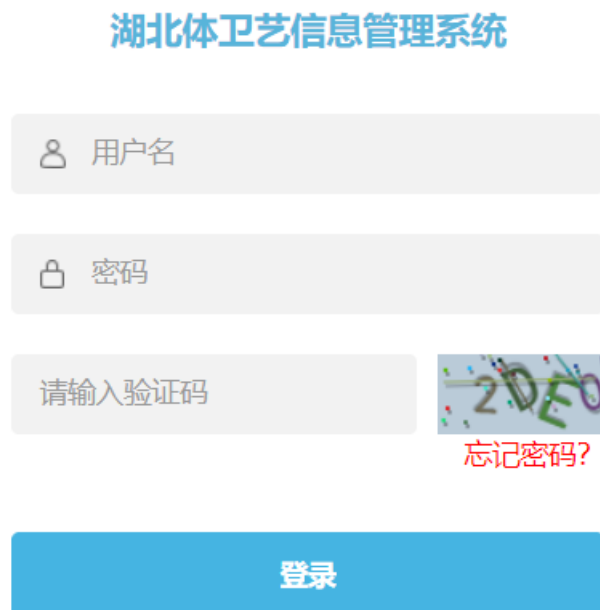 湖北体卫艺信息管理系统
用户名
密码
请输入验证码
忘记密码？
登录